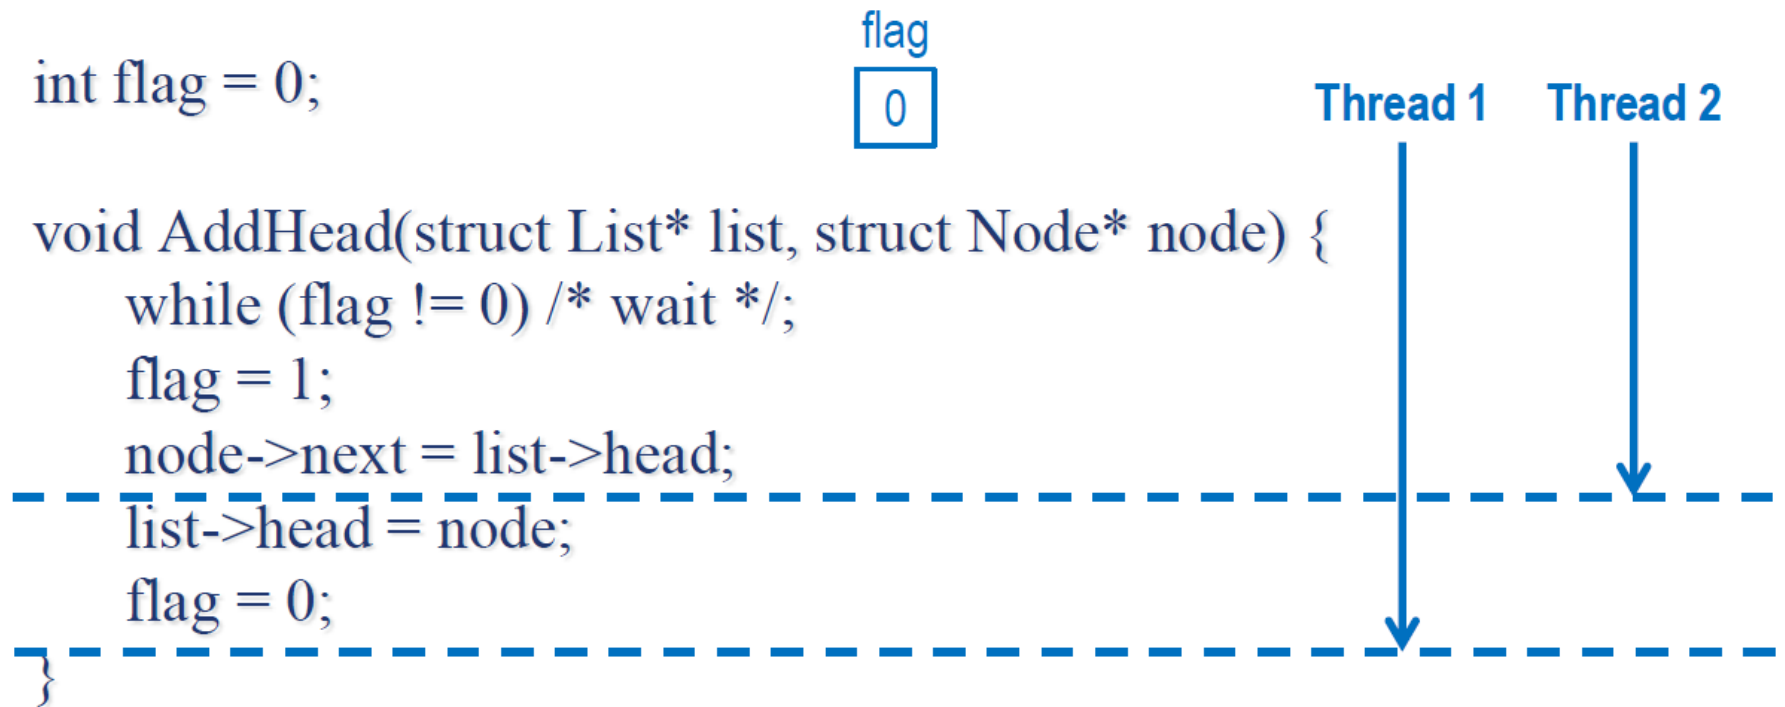 flag
int flag = 0;
0
Thread 1 Thread 2
void AddHead(struct List* list, struct Node* node) {
while (flag != 0) /* wait */;
flag = 1;
node->next = list->head;
list->head = node;
flag = 0;
}